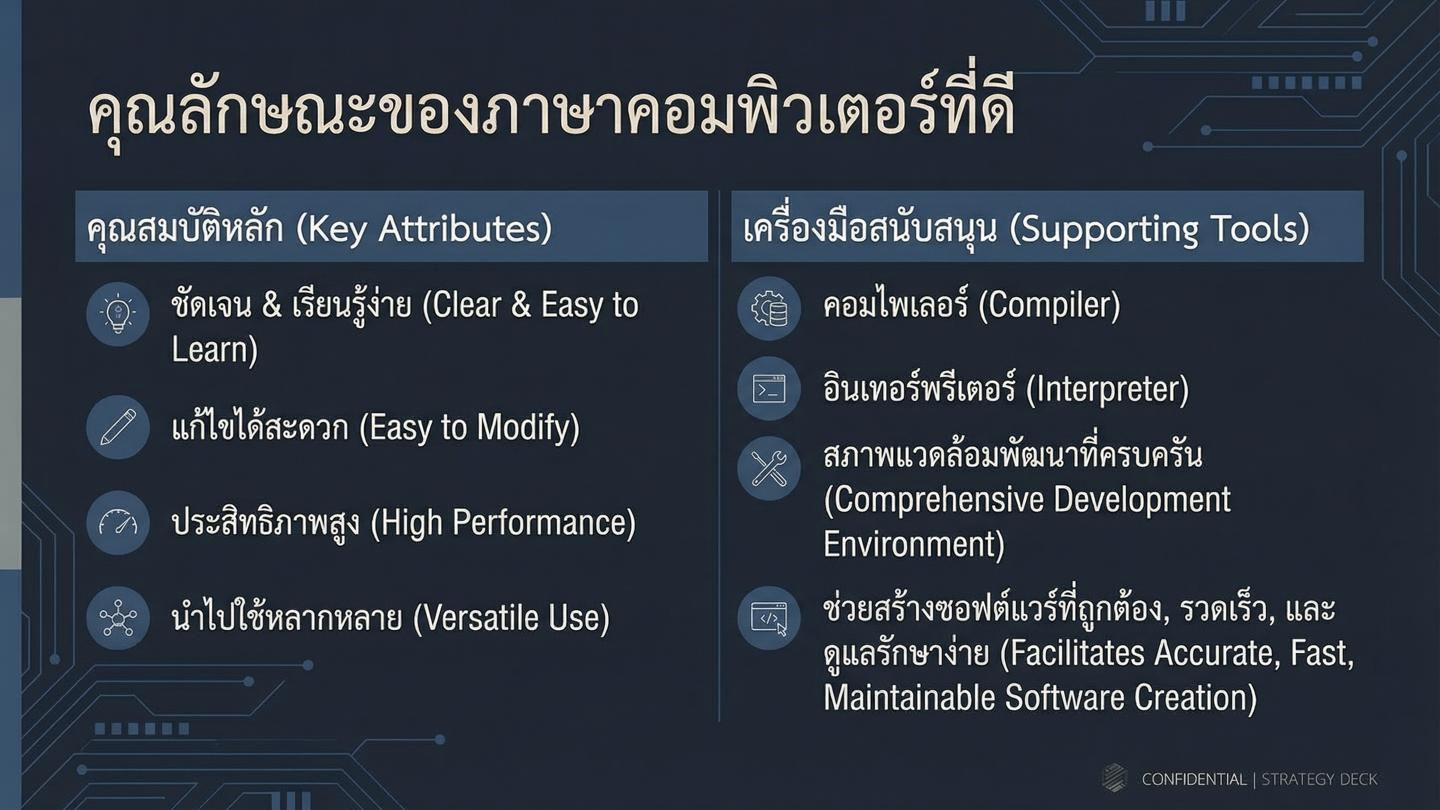 คุณลักษณะของภาษาคอมพิวเตอร์ที่ดี
คุณสมบัติหลัก (Key Attributes)
ชัดเจน & เรียนรู้ง่าย (Clear & Easy to
Learn)
แก้ไขได้สะดวก (Easy to Modify)
ประสิทธิภาพสูง (High Performance)
นำไปใช้หลากหลาย (Versatile Use)
เครื่องมือสนับสนุน (Supporting Tools)
คอมไพเลอร์ (Compiler)
อินเทอร์พรีเตอร์ (Interpreter)
สภาพแวดล้อมพัฒนาที่ครบครัน
(Comprehensive Development
Environment)
ช่วยสร้างซอฟต์แวร์ที่ถูกต้อง, รวดเร็ว, และ
ดูแลรักษาง่าย (Facilitates Accurate, Fast,
Maintainable Software Creation)
CONFIDENTIAL | STRATEGY DECK